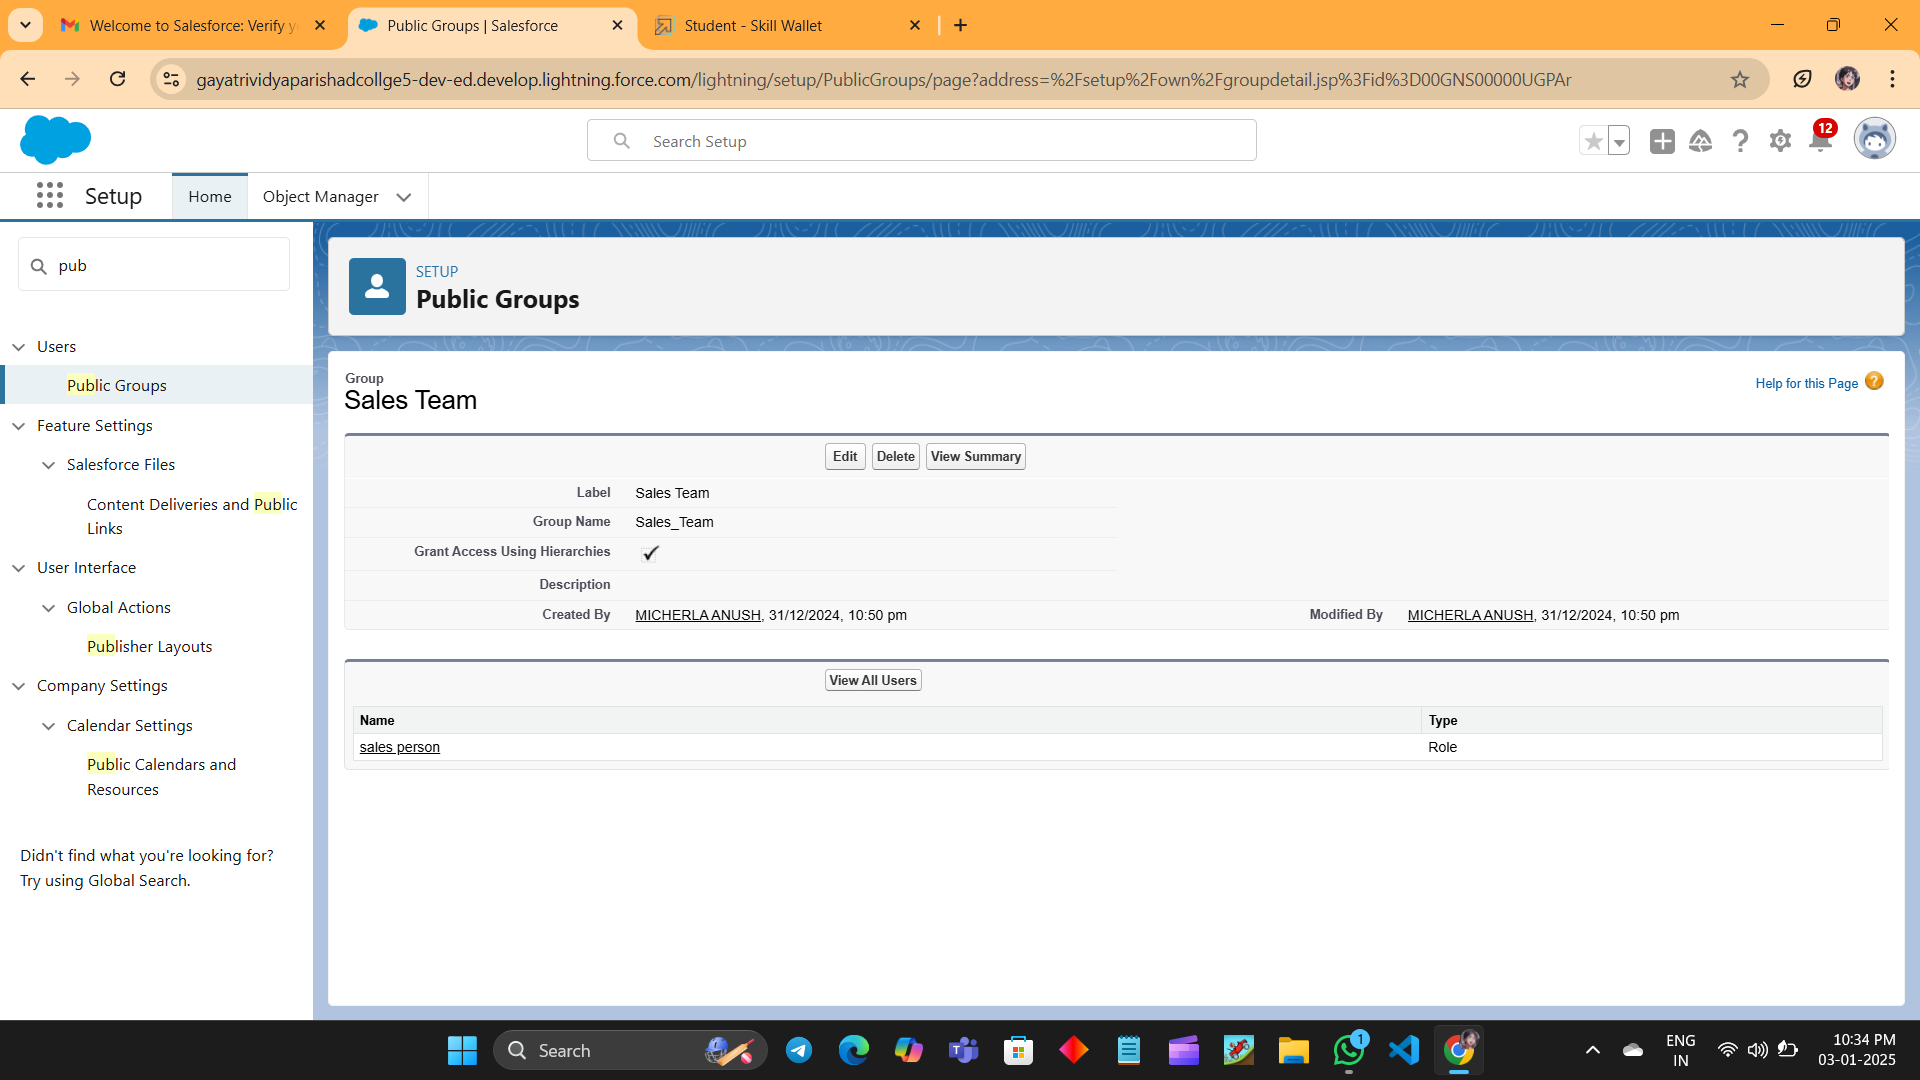 Welcome to Salesforce: Verify y
Public Groups | Salesforce
Student - Skill Wallet
gayatrividyaparishadcollge5-dev-ed.develop.lightning.force.com/lightning/setup/PublicGroups/page?address=%2Fsetup%2Fown%2Fgroupdetail.jsp%3Fid%3D00GNS00000UGPAr
Search Setup
12
Setup
Home
Object Manager
pub
Users
Public Groups
Feature Settings
Salesforce Files
Content Deliveries and Public
Links
User Interface
Global Actions
Publisher Layouts
Company Settings
Calendar Settings
Public Calendars and
Resources
Didn't find what you're looking for?
Try using Global Search.
SETUP
Public Groups
Group
Sales Team
Help for this Page
Edit Delete View Summary
Label Sales Team
Group Name Sales_Team
Grant Access Using Hierarchies
Description
Created By MICHERLA ANUSH, 31/12/2024, 10:50 pm Modified By MICHERLA ANUSH, 31/12/2024, 10:50 pm
View All Users
Name Type
sales person Role
Search
1
ENG
IN
10:34 PM
03-01-2025